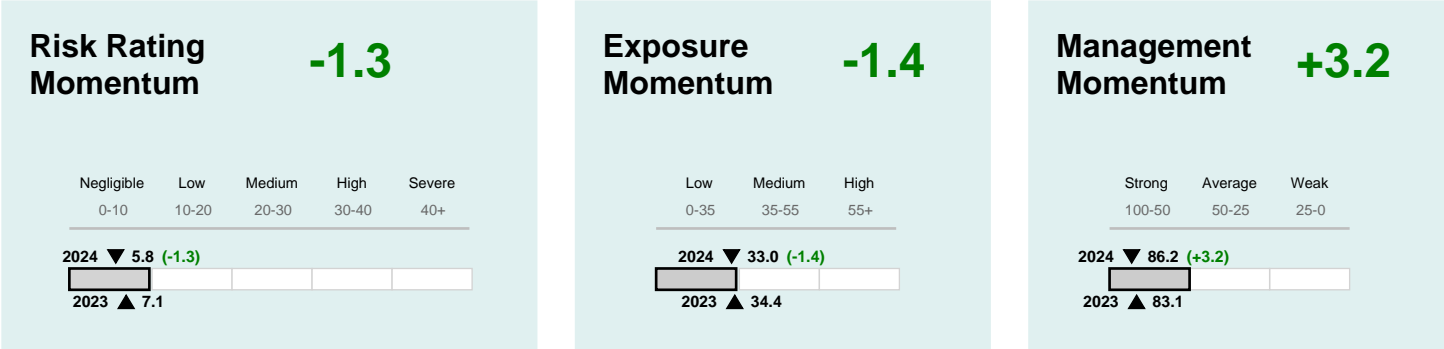 Risk Rating
Momentum
-1.3
Negligible Low Medium High Severe
0-10 10-20 20-30 30-40 40+
2024 ▼ 5.8 (-1.3)
2023 ▲ 7.1
Exposure
Momentum
-1.4
Low Medium High
0-35 35-55 55+
2024 ▼ 33.0 (-1.4)
2023 ▲ 34.4
Management
Momentum
+3.2
Strong Average Weak
100-50 50-25 25-0
2024 ▼ 86.2 (+3.2)
2023 ▲ 83.1